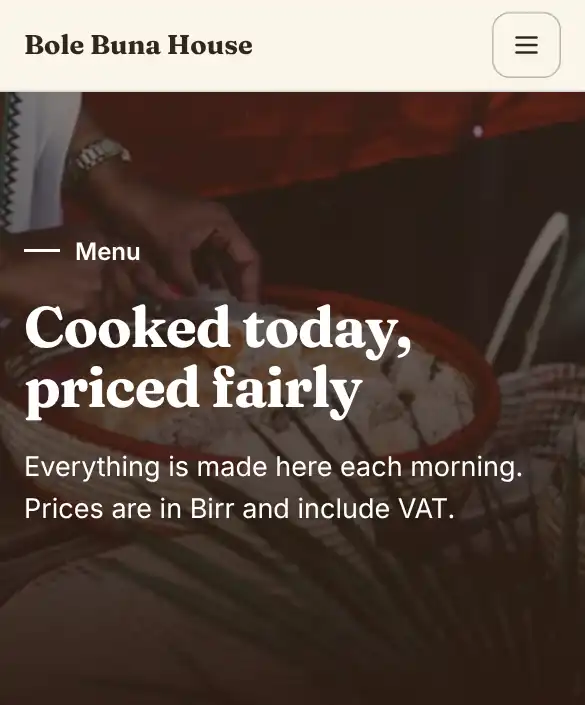 Bole Buna House
Menu
Cooked today,
priced fairly
Everything is made here each morning.
Prices are in Birr and include VAT.